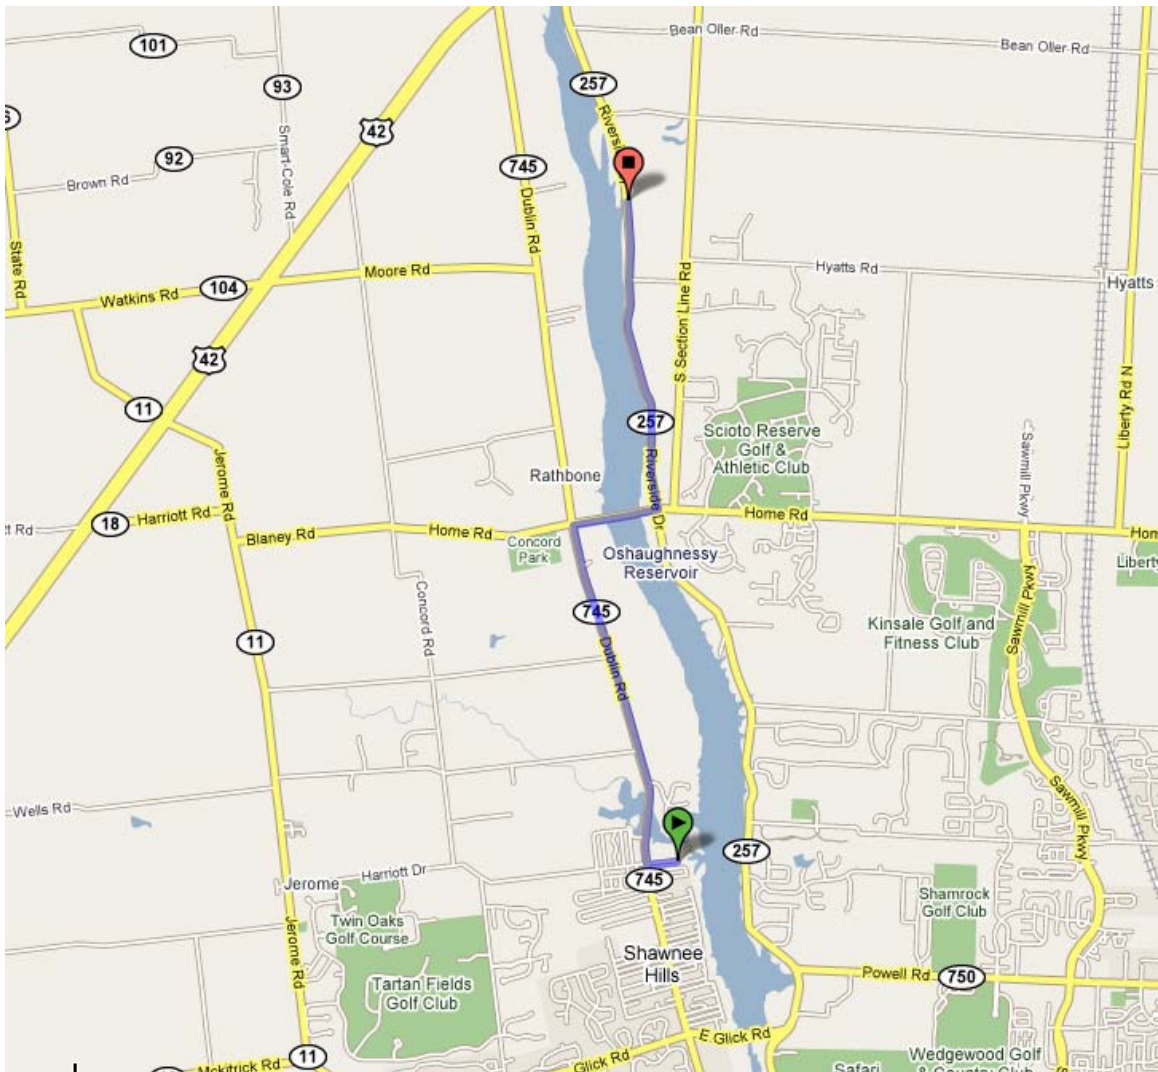 Bean Oller Rd
Bean Oller Rd
101
257
93
42
Smart-Cole Rd
745
92
Brown Rd
Dublin Rd
State Rd
Moore Rd
Hyatts Rd
104
Watkins Rd
Hyatts
S Section Line Rd
42
11
257
Scioto Reserve
Golf &
Athletic Club
Liberty Rd N
Sawmill Pkwy
Rathbone
Jerome Rd
Riverside Dr
18
Harriott Rd
Home Rd
Blaney Rd
Home Rd
Concord
Park
Oshaughnessy
Reservoir
Sawmill Pkwy
745
Kinsale Golf and
Fitness Club
Concord Rd
11
Dublin Rd
Wells Rd
Sawmill Pkwy
257
745
Harriott Dr
Jerome
Shamrock
Golf Club
Twin Oaks
Golf Course
Jerome Rd
Shawnee
Hills
Powell Rd
750
Tartan Fields
Golf Club
E Glick Rd
11
Glick Rd
Mckitrick Rd
Wedgewood Golf
& Country Club
Safari